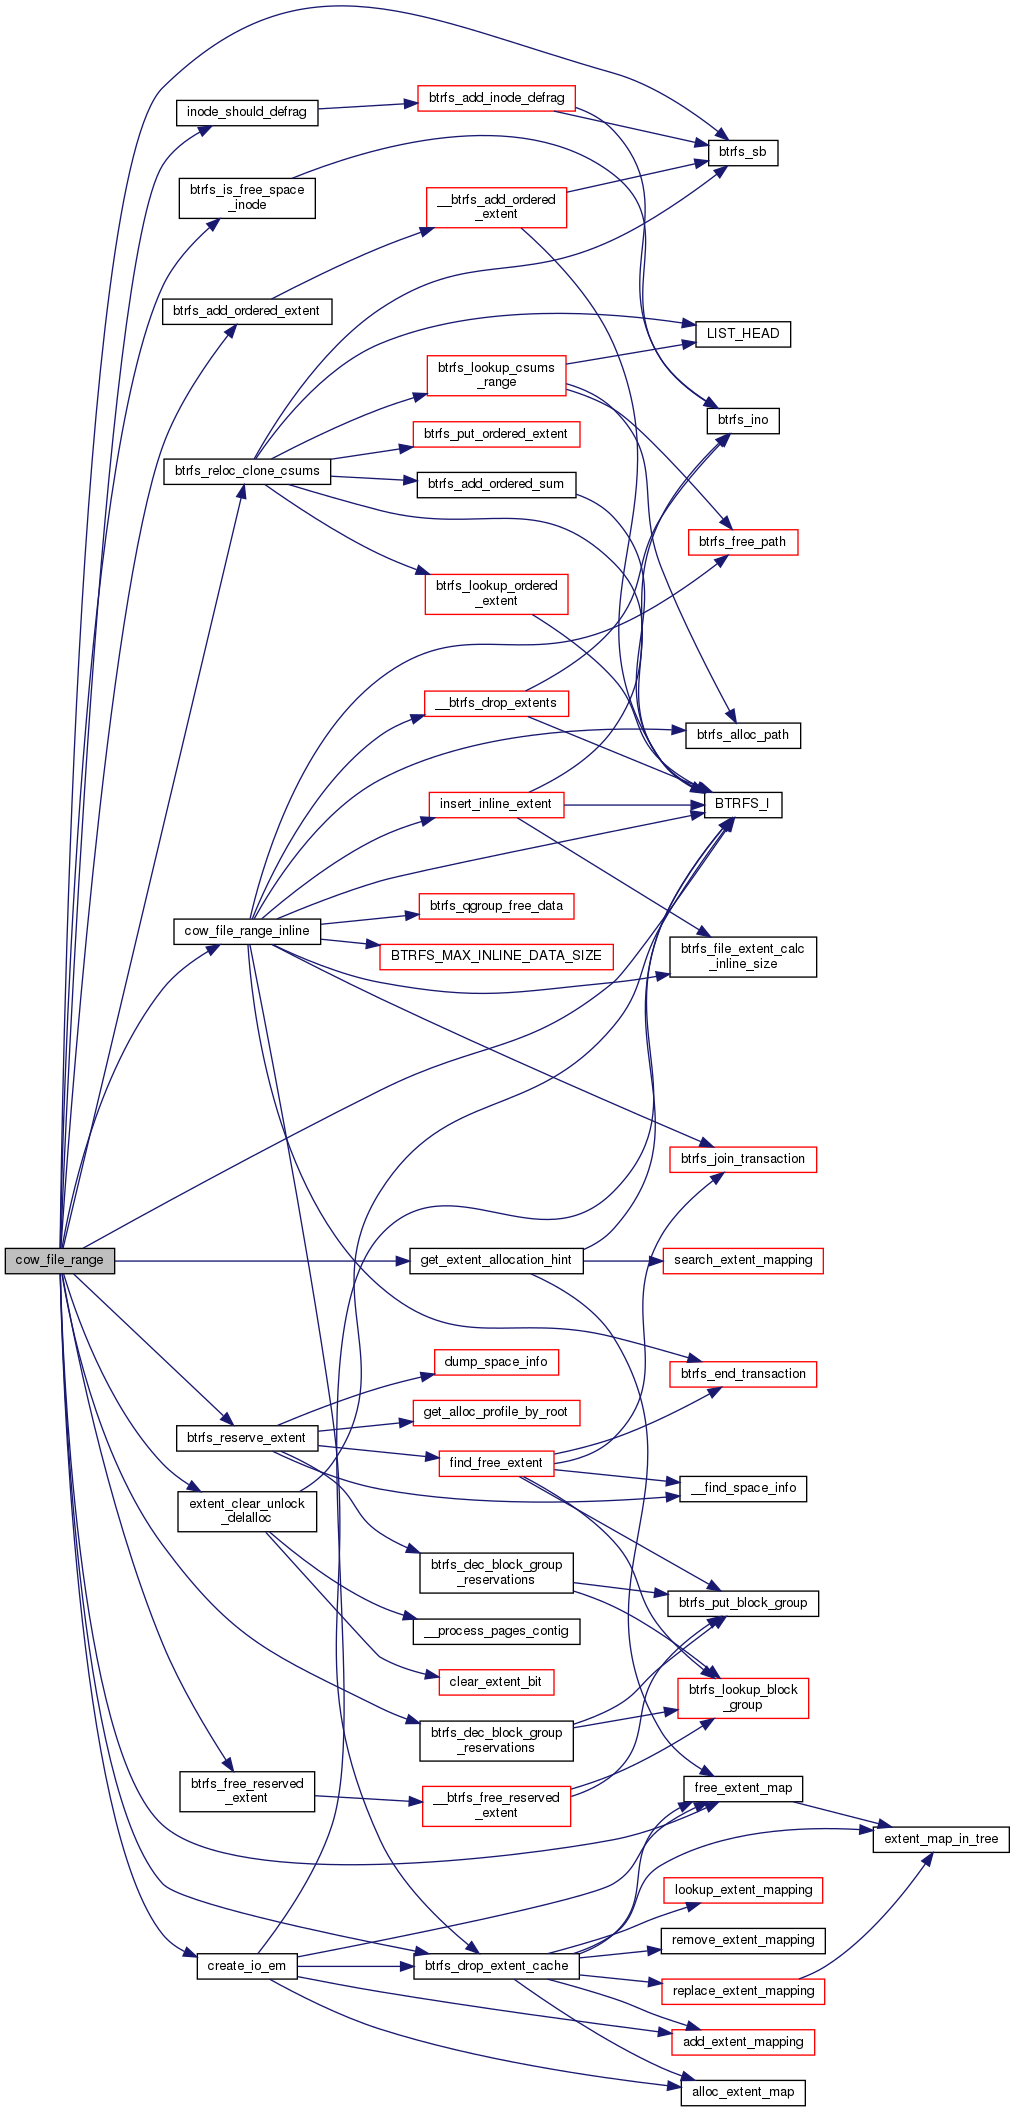 inode_should_defrag
btrfs_add_inode_defrag
btrfs_sb
btrfs_is_free_space
_inode
__btrfs_add_ordered
_extent
btrfs_add_ordered_extent
LIST_HEAD
btrfs_lookup_csums
_range
btrfs_ino
btrfs_put_ordered_extent
btrfs_reloc_clone_csums
btrfs_add_ordered_sum
btrfs_free_path
btrfs_lookup_ordered
_extent
__btrfs_drop_extents
btrfs_alloc_path
insert_inline_extent
BTRFS_I
btrfs_qgroup_free_data
cow_file_range_inline
BTRFS_MAX_INLINE_DATA_SIZE
btrfs_file_extent_calc
_inline_size
btrfs_join_transaction
cow_file_range
get_extent_allocation_hint
search_extent_mapping
dump_space_info
btrfs_end_transaction
get_alloc_profile_by_root
btrfs_reserve_extent
find_free_extent
__find_space_info
extent_clear_unlock
_delalloc
btrfs_dec_block_group
_reservations
btrfs_put_block_group
__process_pages_contig
clear_extent_bit
btrfs_lookup_block
_group
btrfs_dec_block_group
_reservations
btrfs_free_reserved
_extent
__btrfs_free_reserved
_extent
free_extent_map
extent_map_in_tree
lookup_extent_mapping
remove_extent_mapping
create_io_em
btrfs_drop_extent_cache
replace_extent_mapping
add_extent_mapping
alloc_extent_map